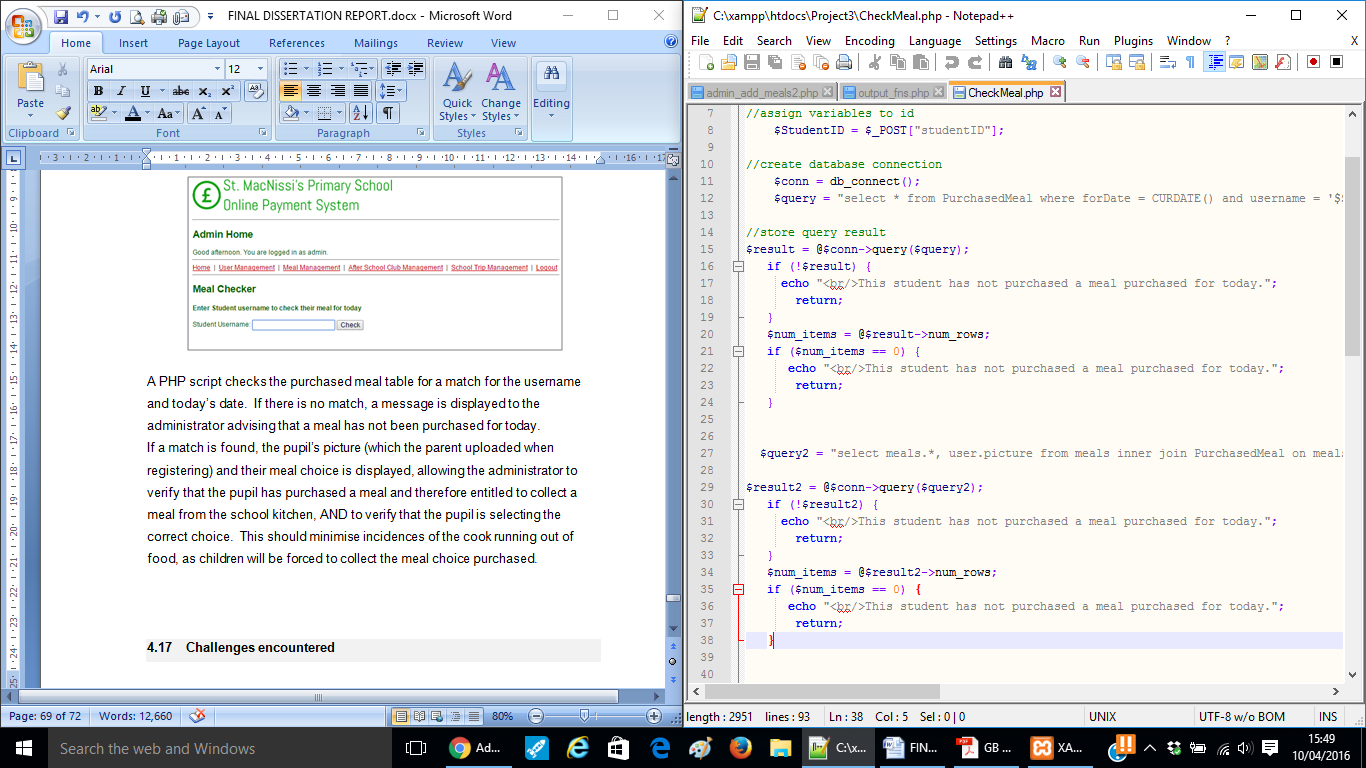 FINAL DISSERTATION REPORT.docx - Microsoft Word
Home Insert Page Layout References Mailings Review View
Arial 12
Paste
Quick Styles Change Styles Editing
Clipboard Font Paragraph Styles
St. MacNissi's Primary School
Online Payment System
Admin Home
Good afternoon. You are logged in as admin.
Home | User Management | Meal Management | After School Club Management | School Trip Management | Logout
Meal Checker
Enter Student username to check their meal for today
Student Username: Check
A PHP script checks the purchased meal table for a match for the username
and today's date. If there is no match, a message is displayed to the
administrator advising that a meal has not been purchased for today.
If a match is found, the pupil's picture (which the parent uploaded when
registering) and their meal choice is displayed, allowing the administrator to
verify that the pupil has purchased a meal and therefore entitled to collect a
meal from the school kitchen, AND to verify that the pupil is selecting the
correct choice. This should minimise incidences of the cook running out of
food, as children will be forced to collect the meal choice purchased.
4.17 Challenges encountered
Page: 69 of 72 Words: 12,660 80%
C:\xampp\htdocs\Project3\CheckMeal.php - Notepad++
File Edit Search View Encoding Language Settings Macro Run Plugins Window ? X
admin_add_meals2.php output_fns.php CheckMeal.php
7 //assign variables to id
8 $StudentID = $_POST["studentID"];
9
10 //create database connection
11 $conn = db_connect();
12 $query = "select * from PurchasedMeal where forDate = CURDATE() and username = '$S
13
14 //store query result
15 $result = @$conn->query($query);
16 if (!$result) {
17 echo "<br/>This student has not purchased a meal purchased for today.";
18 return;
19 }
20 $num_items = @$result->num_rows;
21 if ($num_items == 0) {
22 echo "<br/>This student has not purchased a meal purchased for today.";
23 return;
24 }
25
26
27 $query2 = "select meals.*, user.picture from meals inner join PurchasedMeal on meals
28
29 $result2 = @$conn->query($query2);
30 if (!$result2) {
31 echo "<br/>This student has not purchased a meal purchased for today.";
32 return;
33 }
34 $num_items = @$result2->num_rows;
35 if ($num_items == 0) {
36 echo "<br/>This student has not purchased a meal purchased for today.";
37 return;
38 }
39
40
length : 2951 lines : 93 Ln : 38 Col : 5 Sel : 0 | 0 UNIX UTF-8 w/o BOM INS
Search the web and Windows Ad... C:\x... FIN... GB ... XA... 15:49
10/04/2016